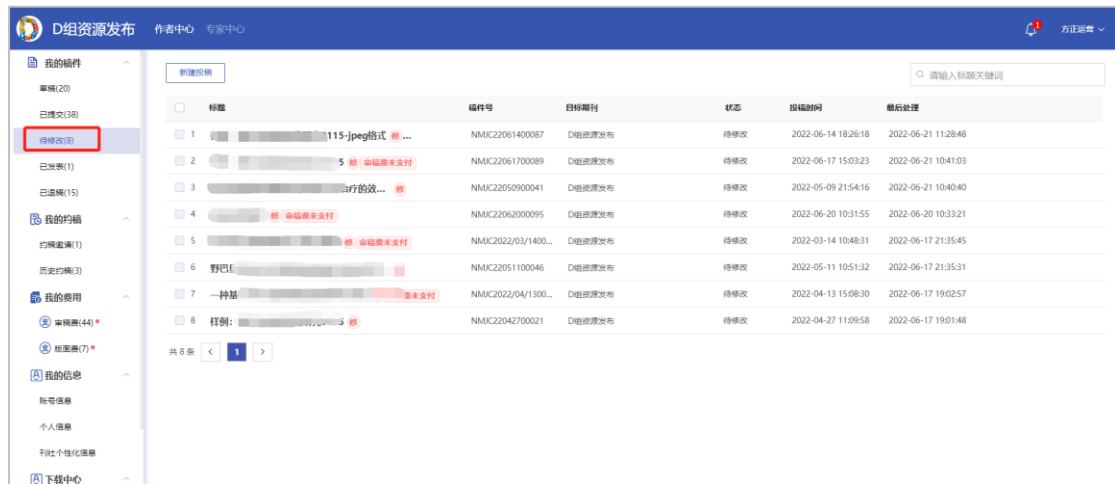 D组资源发布 作者中心 专家中心 1 方正运营
我的稿件
草稿(20)
已提交(38)
待修改(8)
已发表(1)
已退稿(15)
我的约稿
约稿邀请(1)
历史约稿(3)
我的费用
支 审稿费(44)
支 版面费(7)
我的信息
账号信息
个人信息
刊社个性化信息
下载中心
新建投稿 请输入标题关键词
标题 稿件号 目标期刊 状态 投稿时间 最后处理
1 115-jpeg格式 修 ... NMJC22061400087 D组资源发布 待修改 2022-06-14 18:26:18 2022-06-21 11:28:48
2 5 修 审稿费未支付 NMJC22061700089 D组资源发布 待修改 2022-06-17 15:03:23 2022-06-21 10:41:03
3 治疗的效... 修 NMJC22050900041 D组资源发布 待修改 2022-05-09 21:54:16 2022-06-21 10:40:40
4 修 审稿费未支付 NMJC22062000095 D组资源发布 待修改 2022-06-20 10:31:55 2022-06-20 10:33:21
5 修 审稿费未支付 NMJC2022/03/1400... D组资源发布 待修改 2022-03-14 10:48:31 2022-06-17 21:35:45
6 野巴旦 NMJC22051100046 D组资源发布 待修改 2022-05-11 10:51:32 2022-06-17 21:35:31
7 一种基 费未支付 NMJC2022/04/1300... D组资源发布 待修改 2022-04-13 15:08:30 2022-06-17 19:02:57
8 样例： 5 修 NMJC22042700021 D组资源发布 待修改 2022-04-27 11:09:58 2022-06-17 19:01:48
共 8 条 < 1 >